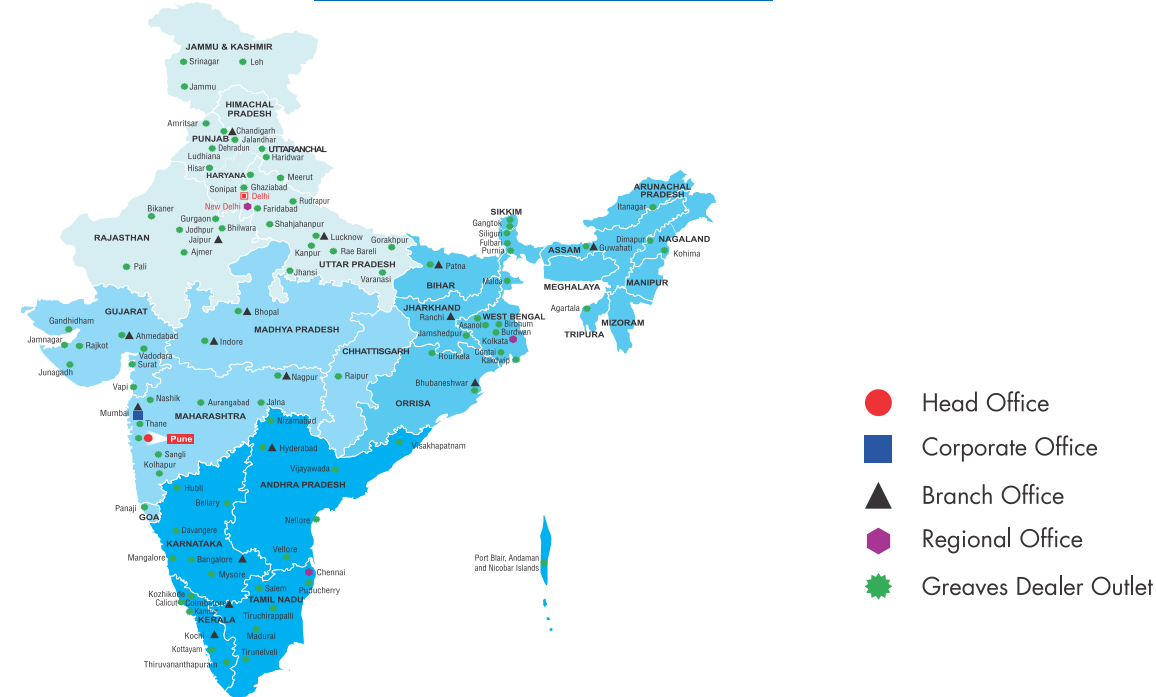 JAMMU & KASHMIR
Srinagar
Leh
Jammu
HIMACHAL
PRADESH
Amritsar
Chandigarh
PUNJAB
Jalandhar
Dehradun
UTTARANCHAL
Ludhiana
Haridwar
Hisar
HARYANA
Meerut
Sonipat
Ghaziabad
Delhi
New Delhi
Rudrapur
Faridabad
Bikaner
Gurgaon
Shahjahanpur
Jodhpur
Bhilwara
RAJASTHAN
Jaipur
Lucknow
Gorakhpur
Ajmer
Kanpur
Rae Bareli
Pali
UTTAR PRADESH
Jhansi
Varanasi
ARUNACHAL
PRADESH
Itanagar
SIKKIM
Gangtok
Siliguri
Fulbari
Purnia
ASSAM
Guwahati
Dimapur
NAGALAND
Kohima
Patna
BIHAR
Malda
MEGHALAYA
MANIPUR
GUJARAT
Gandhidham
Bhopal
MADHYA PRADESH
JHARKHAND
Ranchi
WEST BENGAL
Asanol
Birbhum
Burdwan
Jamshedpur
Kolkata
Agartala
MIZORAM
TRIPURA
Jamnagar
Rajkot
Ahmedabad
Indore
Vadodara
CHHATTISGARH
Rourkela
Contai
Kakdwip
Surat
Junagadh
Nagpur
Raipur
Vapi
Bhubaneshwar
Nashik
Aurangabad
Jalna
ORRISA
Mumbai
MAHARASHTRA
Thane
Nizamabad
Pune
Hyderabad
Visakhapatnam
Sangli
Kolhapur
Vijayawada
ANDHRA PRADESH
Hubli
Bellary
Panaji
GOA
Nellore
Davangere
KARNATAKA
Vellore
Mangalore
Bangalore
Chennai
Mysore
Puducherry
Port Blair, Andaman
and Nicobar Islands
Kozhikode
Salem
Calicut
Coimbatore
TAMIL NADU
KERALA
Tiruchirappalli
Kochi
Madurai
Kottayam
Tirunelveli
Thiruvananthapuram
Head Office
Corporate Office
Branch Office
Regional Office
Greaves Dealer Outlet